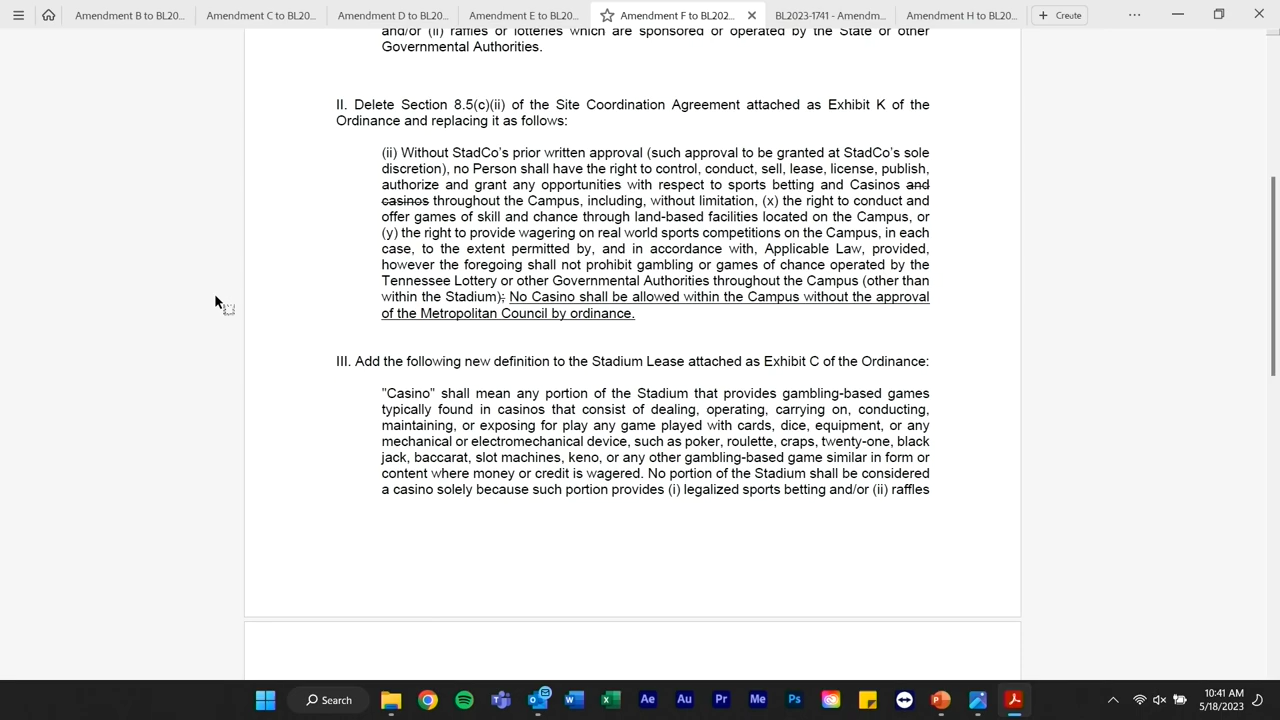 Amendment B to BL20...
Amendment C to BL20...
Amendment D to BL20...
Amendment E to BL20...
Amendment F to BL202...
BL2023-1741 - Amendm...
Amendment H to BL20...
Create
and/or (ii) raffles or lotteries which are sponsored or operated by the State or other
Governmental Authorities.
II. Delete Section 8.5(c)(ii) of the Site Coordination Agreement attached as Exhibit K of the
Ordinance and replacing it as follows:
(ii) Without StadCo's prior written approval (such approval to be granted at StadCo's sole
discretion), no Person shall have the right to control, conduct, sell, lease, license, publish,
authorize and grant any opportunities with respect to sports betting and Casinos and
casinos throughout the Campus, including, without limitation, (x) the right to conduct and
offer games of skill and chance through land-based facilities located on the Campus, or
(y) the right to provide wagering on real world sports competitions on the Campus, in each
case, to the extent permitted by, and in accordance with, Applicable Law, provided,
however the foregoing shall not prohibit gambling or games of chance operated by the
Tennessee Lottery or other Governmental Authorities throughout the Campus (other than
within the Stadium); No Casino shall be allowed within the Campus without the approval
of the Metropolitan Council by ordinance.
III. Add the following new definition to the Stadium Lease attached as Exhibit C of the Ordinance:
"Casino" shall mean any portion of the Stadium that provides gambling-based games
typically found in casinos that consist of dealing, operating, carrying on, conducting,
maintaining, or exposing for play any game played with cards, dice, equipment, or any
mechanical or electromechanical device, such as poker, roulette, craps, twenty-one, black
jack, baccarat, slot machines, keno, or any other gambling-based game similar in form or
content where money or credit is wagered. No portion of the Stadium shall be considered
a casino solely because such portion provides (i) legalized sports betting and/or (ii) raffles
Search
Ae
Au
Pr
Me
Ps
10:41 AM
5/18/2023